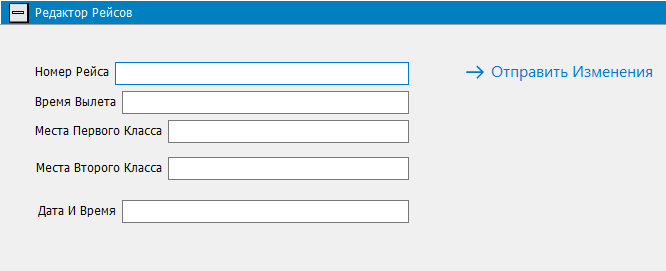 Редактор Рейсов
Номер Рейса
→ Отправить Изменения
Время Вылета
Места Первого Класса
Места Второго Класса
Дата И Время